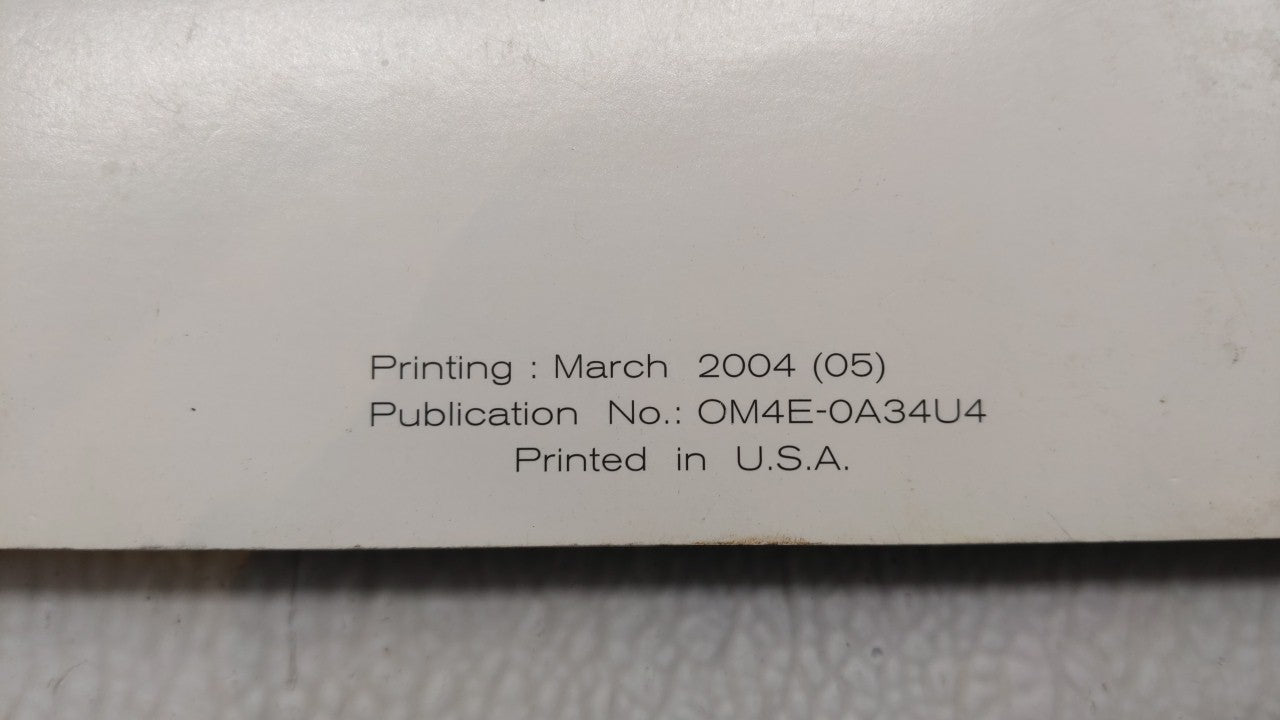 Printing : March 2004 (05)
Publication No.: OM4E-0A34U4
Printed in U.S.A.